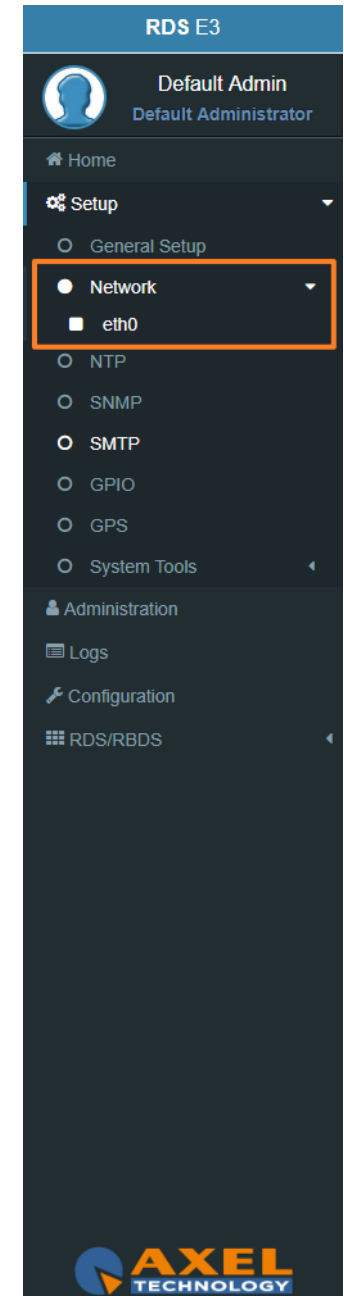 RDS E3
Default Admin
Default Administrator
Home
Setup
General Setup
Network
eth0
NTP
SNMP
SMTP
GPIO
GPS
System Tools
Administration
Logs
Configuration
RDS/RBDS
AXEL
TECHNOLOGY